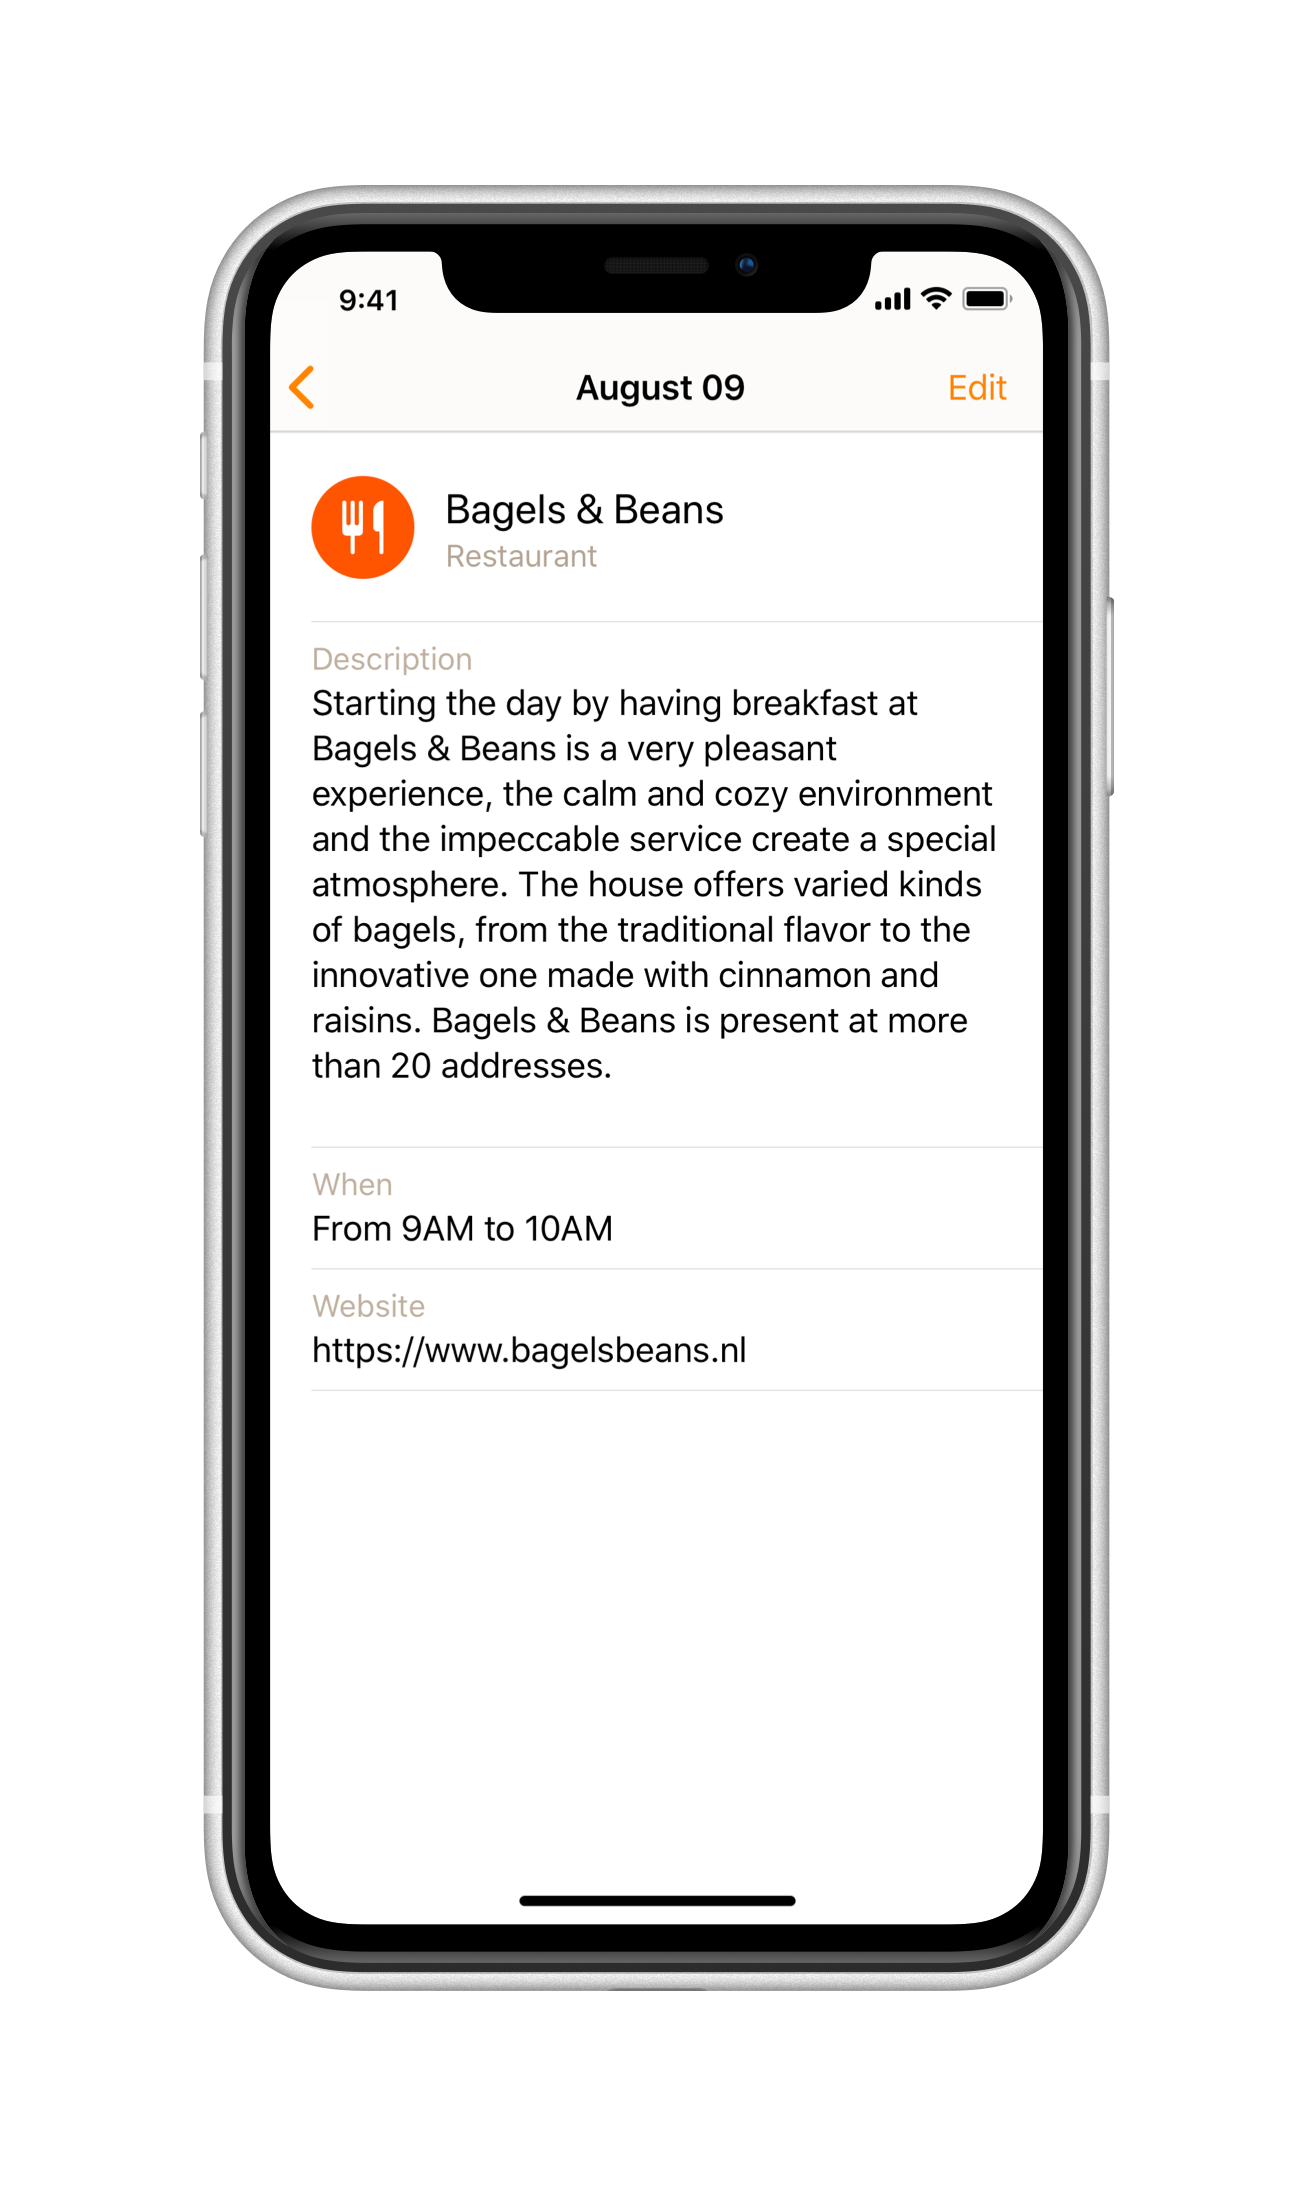 9:41
August 09
Edit
Bagels & Beans
Restaurant
Description
Starting the day by having breakfast at
Bagels & Beans is a very pleasant
experience, the calm and cozy environment
and the impeccable service create a special
atmosphere. The house offers varied kinds
of bagels, from the traditional flavor to the
innovative one made with cinnamon and
raisins. Bagels & Beans is present at more
than 20 addresses.
When
From 9AM to 10AM
Website
https://www.bagelsbeans.nl